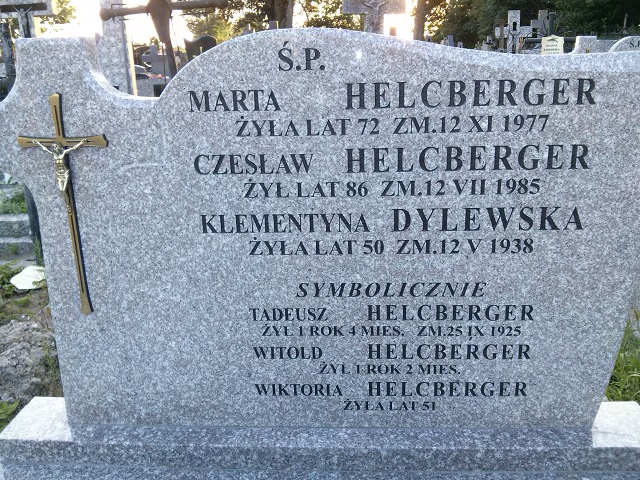 Ś.P.
MARTA HELCBERGER
ŻYŁA LAT 72 ZM.12 XI 1977
CZESŁAW HELCBERGER
ŻYŁ LAT 86 ZM.12 VII 1985
KLEMENTYNA DYLEWSKA
ŻYŁA LAT 50 ZM.12 V 1938
SYMBOLICZNIE
TADEUSZ HELCBERGER
ŻYŁ 1 ROK 4 MIES. ZM.25 IX 1925
WITOLD HELCBERGER
ŻYŁ 1 ROK 2 MIES.
WIKTORIA HELCBERGER
ŻYŁA LAT 51